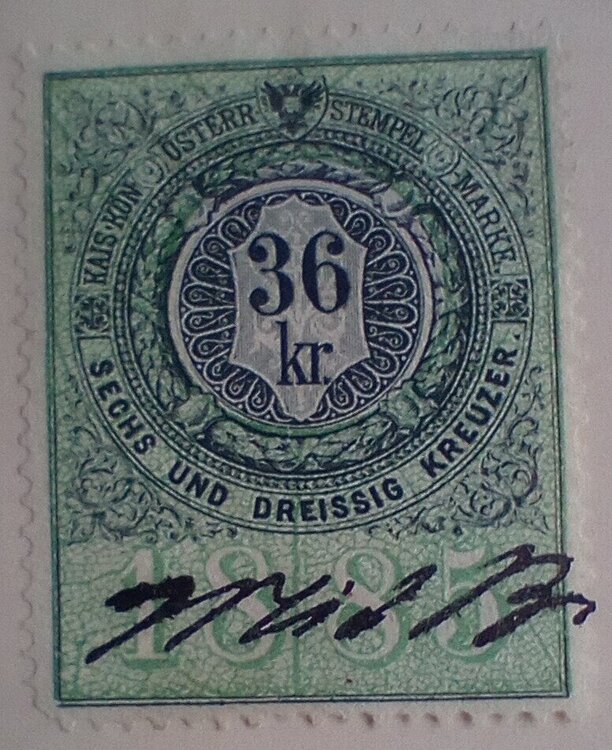 KAIS·KÖN ÖSTERR STEMPEL MARKE.
36
kr.
SECHS UND DREISSIG KREUZER.
1885